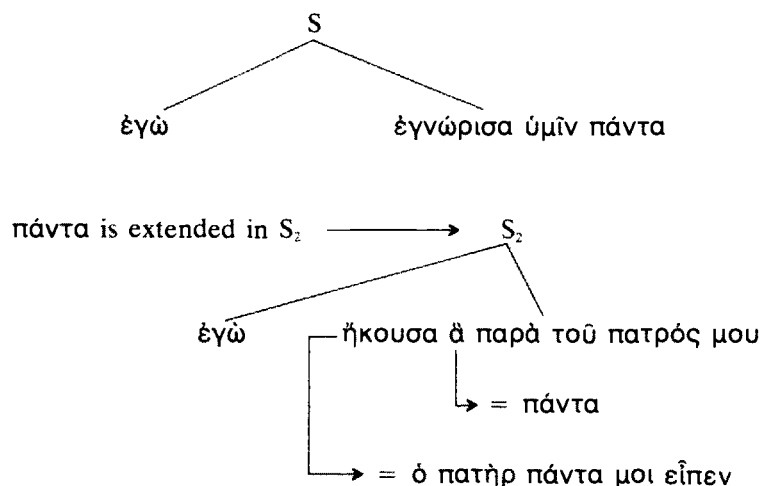 S
ἐγὼ ἐγνώρισα ὑμῖν πάντα
πάντα is extended in S₂ S₂
ἐγὼ ἤκουσα ἃ παρὰ τοῦ πατρός μου
= πάντα
= ὁ πατὴρ πάντα μοι εἶπεν